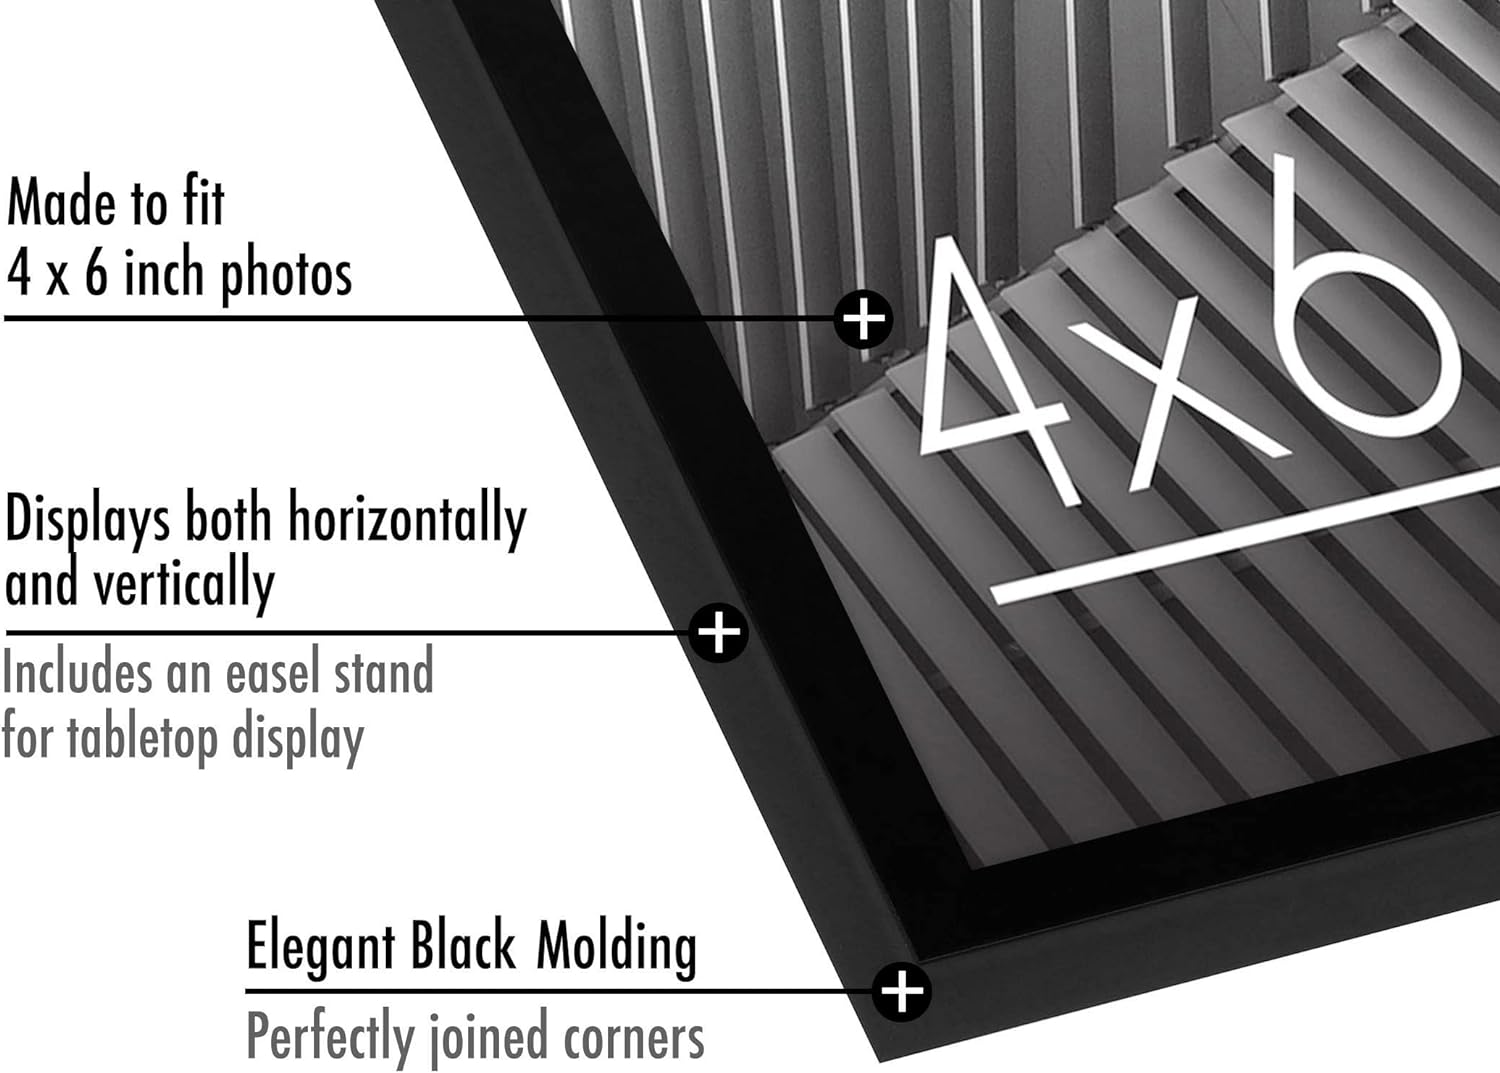 Made to fit
4 x 6 inch photos
4x6
Displays both horizontally
and vertically
Includes an easel stand
for tabletop display
Elegant Black Molding
Perfectly joined corners